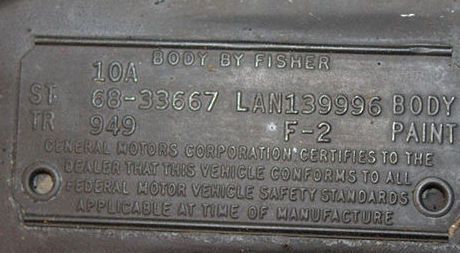 BODY BY FISHER
10A
ST 68-33667 LAN139996 BODY
TR 949 F-2 PAINT
GENERAL MOTORS CORPORATION CERTIFIES TO THE
DEALER THAT THIS VEHICLE CONFORMS TO ALL
FEDERAL MOTOR VEHICLE SAFETY STANDARDS
APPLICABLE AT TIME OF MANUFACTURE